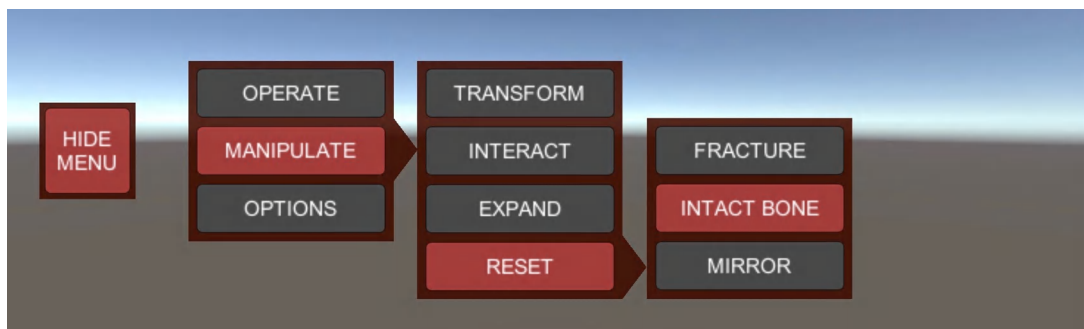 HIDE
MENU
OPERATE
MANIPULATE
OPTIONS
TRANSFORM
INTERACT
EXPAND
RESET
FRACTURE
INTACT BONE
MIRROR